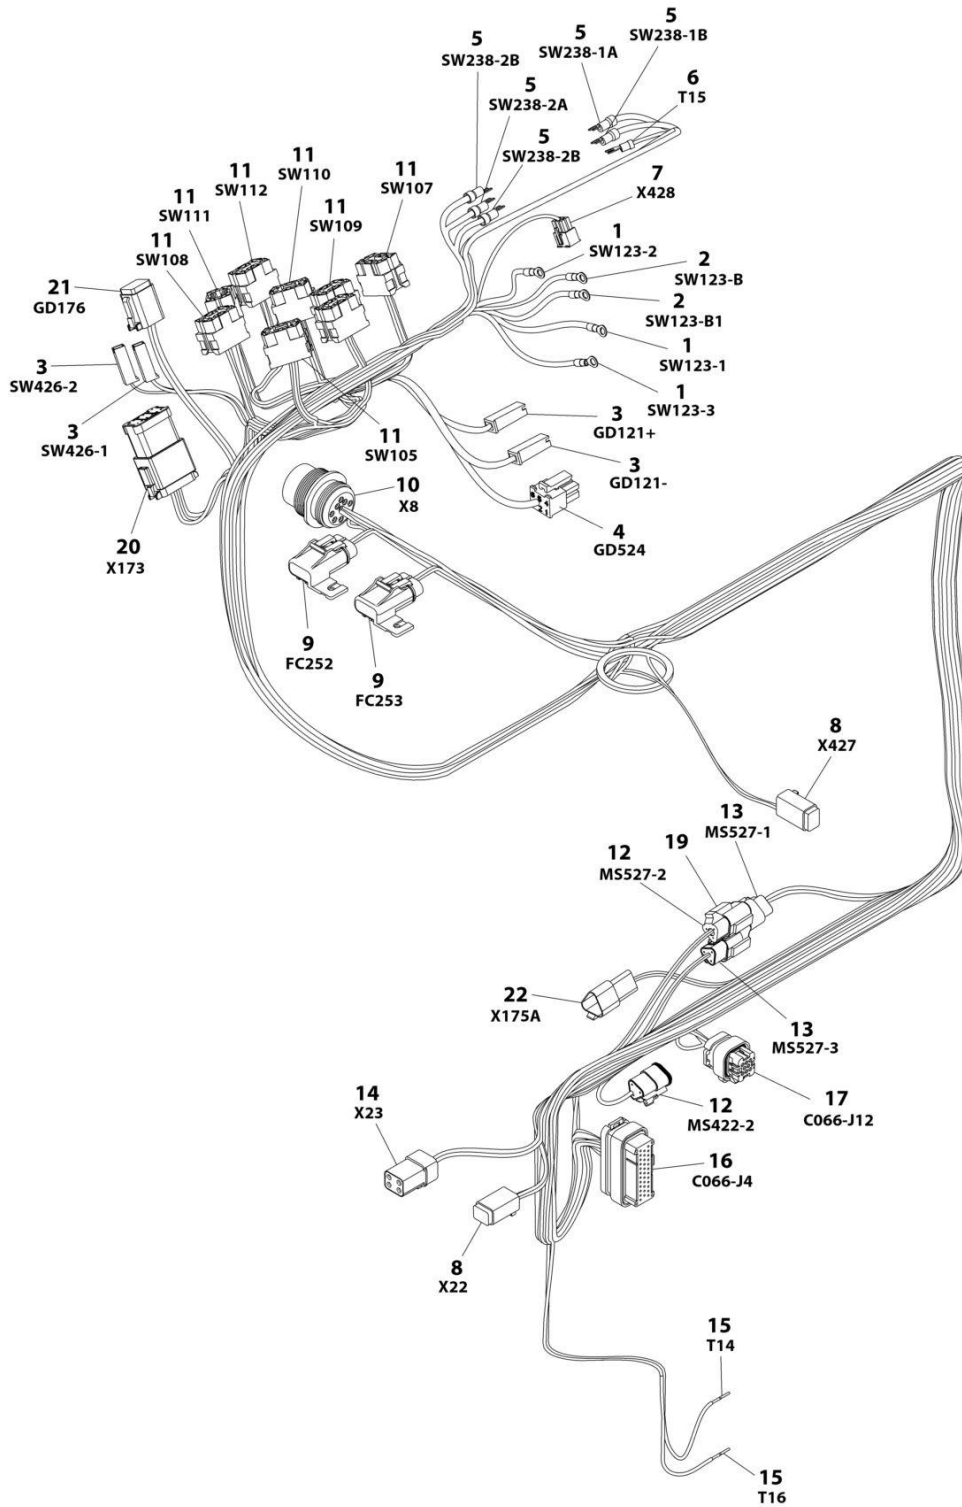 5
SW238-2B
5
SW238-1A
5
SW238-1B
5
SW238-2A
6
T15
5
SW238-2B
7
X428
11
SW110
11
SW107
11
SW112
11
SW111
11
SW109
11
SW108
1
SW123-2
2
SW123-B
21
GD176
2
SW123-B1
3
SW426-2
1
SW123-1
1
SW123-3
3
SW426-1
3
GD121+
11
SW105
3
GD121-
10
X8
4
GD524
20
X173
9
FC252
9
FC253
8
X427
13
MS527-1
19
12
MS527-2
22
X175A
13
MS527-3
17
C066-J12
12
MS422-2
14
X23
16
C066-J4
8
X22
15
T14
15
T16